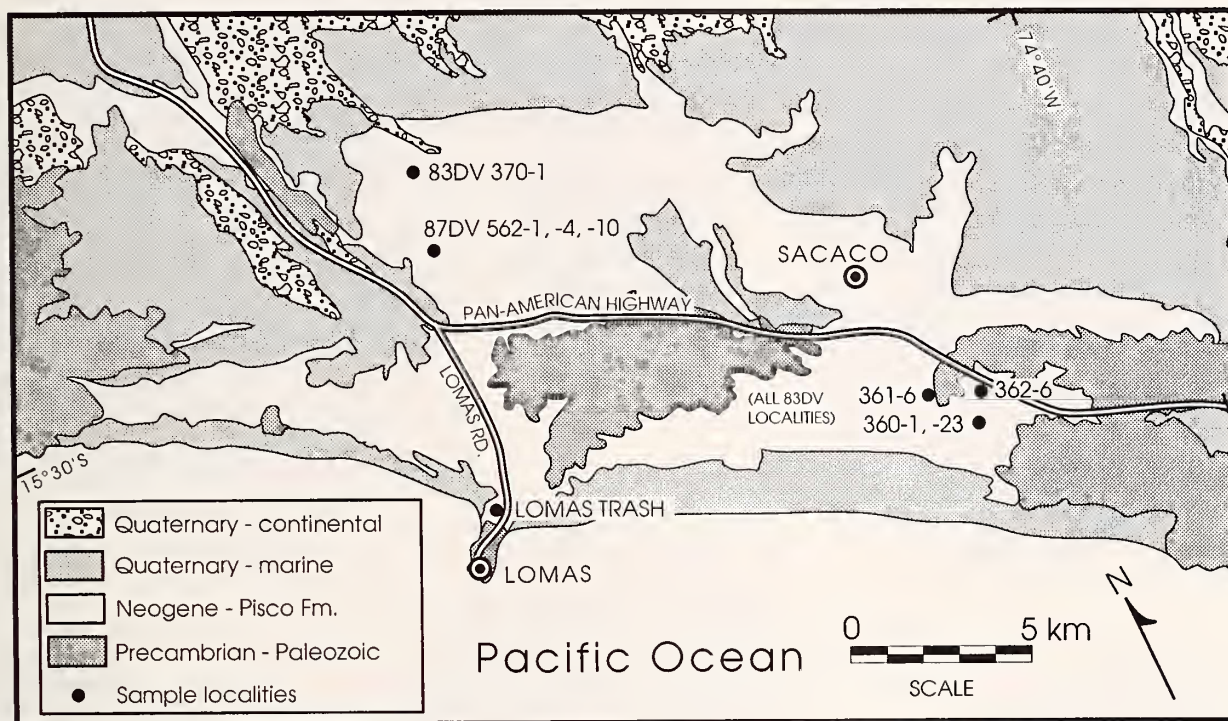 74°40'W
83DV 370-1
87DV 562-1, -4, -10
SACACO
PAN-AMERICAN HIGHWAY
LOMAS RD.
(ALL 83DV
LOCALITIES)
361-6
362-6
360-1, -23
15°30'S
LOMAS TRASH
LOMAS
Quaternary - continental
Quaternary - marine
Neogene - Pisco Fm.
Precambrian - Paleozoic
Sample localities
Pacific Ocean
0 5 km
SCALE
N